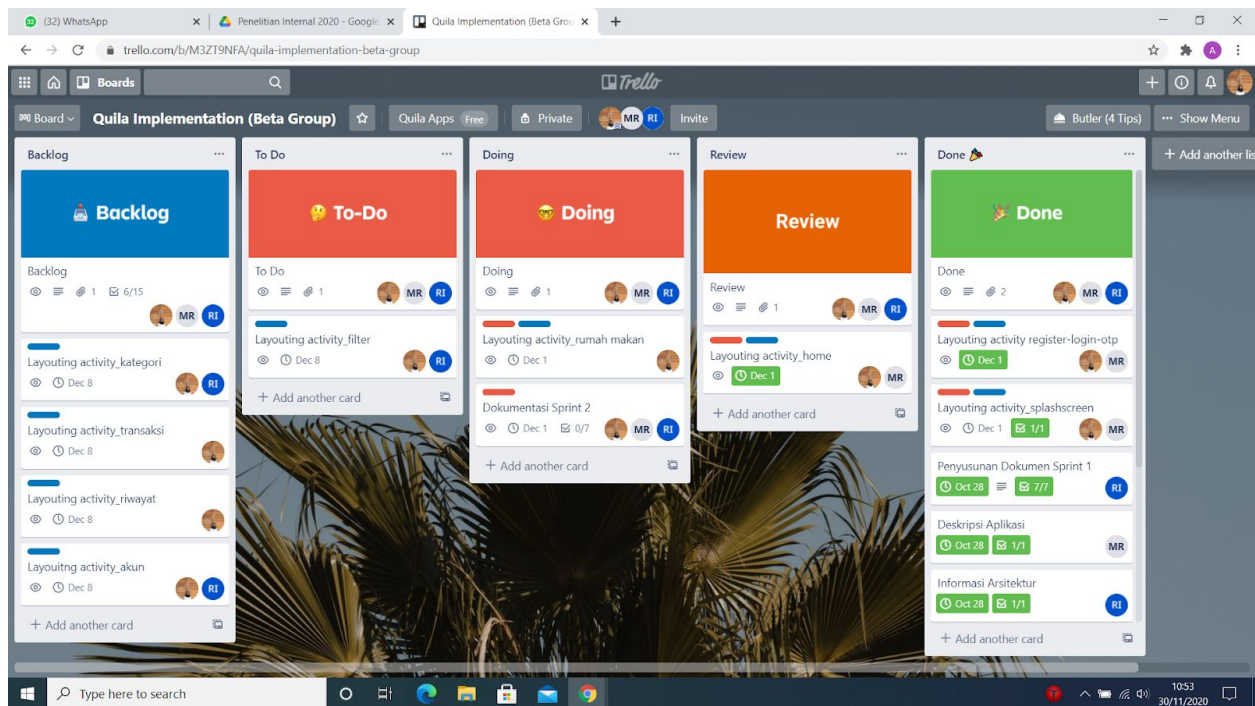 (32) WhatsApp
Penelitian Internal 2020 - Google
Quila Implementation (Beta Grou
trello.com/b/M3ZT9NFA/quila-implementation-beta-group
A
Boards
Trello
Board
Quila Implementation (Beta Group)
Quila Apps Free
Private
MR RI
Invite
Butler (4 Tips)
Show Menu
Backlog
Backlog
Backlog
1 6/15
MR RI
Layouting activity_kategori
Dec 8
RI
Layouting activity_transaksi
Dec 8
Layouting activity_riwayat
Dec 8
Layouitng activity_akun
Dec 8
RI
+ Add another card
To Do
To-Do
To Do
1
MR RI
Layouting activity_filter
Dec 8
RI
+ Add another card
Doing
Doing
Doing
1
MR RI
Layouting activity_rumah makan
Dec 1
Dokumentasi Sprint 2
Dec 1 0/7
MR RI
+ Add another card
Review
Review
Review
1
MR RI
Layouting activity_home
Dec 1
MR
+ Add another card
Done
Done
Done
2
MR RI
Layouting activity register-login-otp
Dec 1
MR
Layouting activity_splashscreen
Dec 1 1/1
MR
Penyusunan Dokumen Sprint 1
Oct 28 7/7
RI
Deskripsi Aplikasi
Oct 28 1/1
MR
Informasi Arsitektur
Oct 28 1/1
RI
+ Add another card
+ Add another lis
Type here to search
10:53
30/11/2020